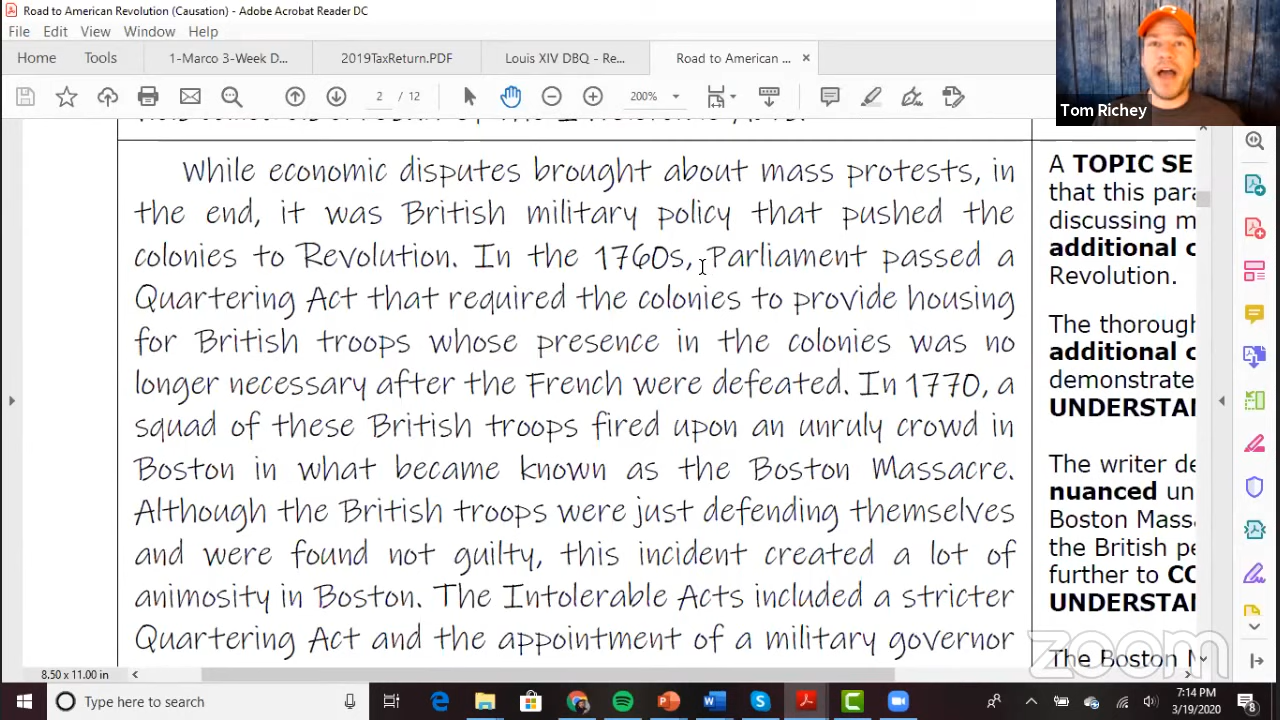 Road to American Revolution (Causation) - Adobe Acrobat Reader DC
File Edit View Window Help
Home Tools 1-Marco 3-Week D... 2019TaxReturn.PDF Louis XIV DBQ - Re... Road to American ... ×
2 / 12 200%
Tom Richey
While economic disputes brought about mass protests, in
the end, it was British military policy that pushed the
colonies to Revolution. In the 1760s, Parliament passed a
Quartering Act that required the colonies to provide housing
for British troops whose presence in the colonies was no
longer necessary after the French were defeated. In 1770, a
squad of these British troops fired upon an unruly crowd in
Boston in what became known as the Boston Massacre.
Although the British troops were just defending themselves
and were found not guilty, this incident created a lot of
animosity in Boston. The Intolerable Acts included a stricter
Quartering Act and the appointment of a military governor
A TOPIC SE
that this para
discussing m
additional c
Revolution.
The thorough
additional c
demonstrate
UNDERSTAN
The writer de
nuanced un
Boston Massa
the British pe
further to CO
UNDERSTAN
The Boston M
zoom
8.50 x 11.00 in
Type here to search
7:14 PM
3/19/2020
8